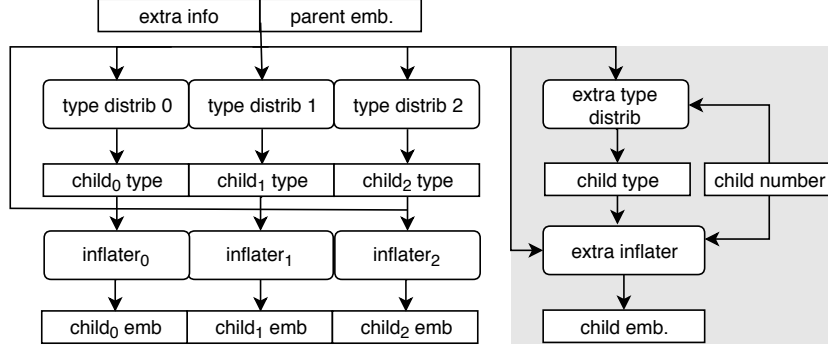 extra info parent emb.
type distrib 0 type distrib 1 type distrib 2 extra type
distrib
child₀ type child₁ type child₂ type child type child number
inflater₀ inflater₁ inflater₂ extra inflater
child₀ emb child₁ emb child₂ emb child emb.